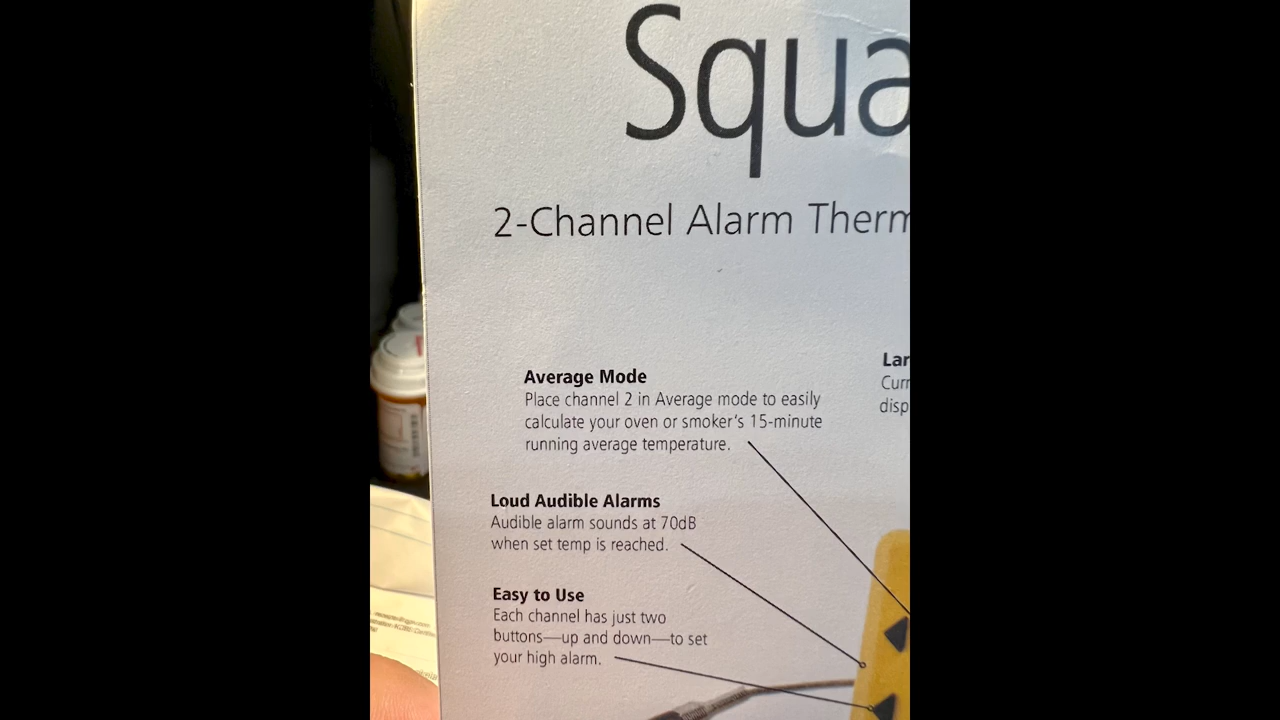 Squa
2-Channel Alarm Therm
Average Mode
Place channel 2 in Average mode to easily
calculate your oven or smoker's 15-minute
running average temperature.
Lar
Curr
disp
Loud Audible Alarms
Audible alarm sounds at 70dB
when set temp is reached.
Easy to Use
Each channel has just two
buttons—up and down—to set
your high alarm.